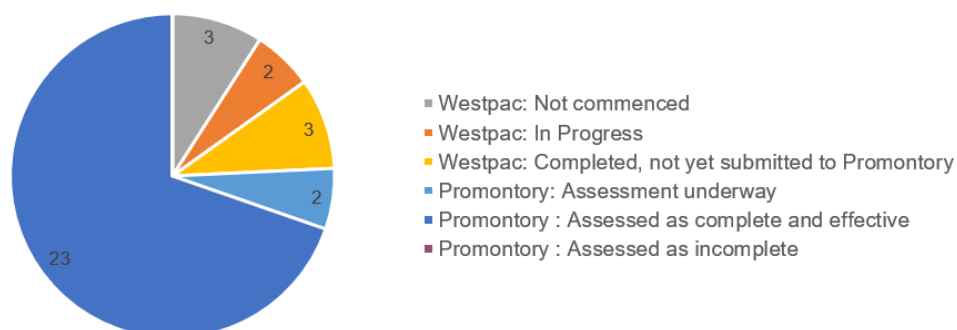 3
2
3
2
23
Westpac: Not commenced
Westpac: In Progress
Westpac: Completed, not yet submitted to Promontory
Promontory: Assessment underway
Promontory : Assessed as complete and effective
Promontory : Assessed as incomplete